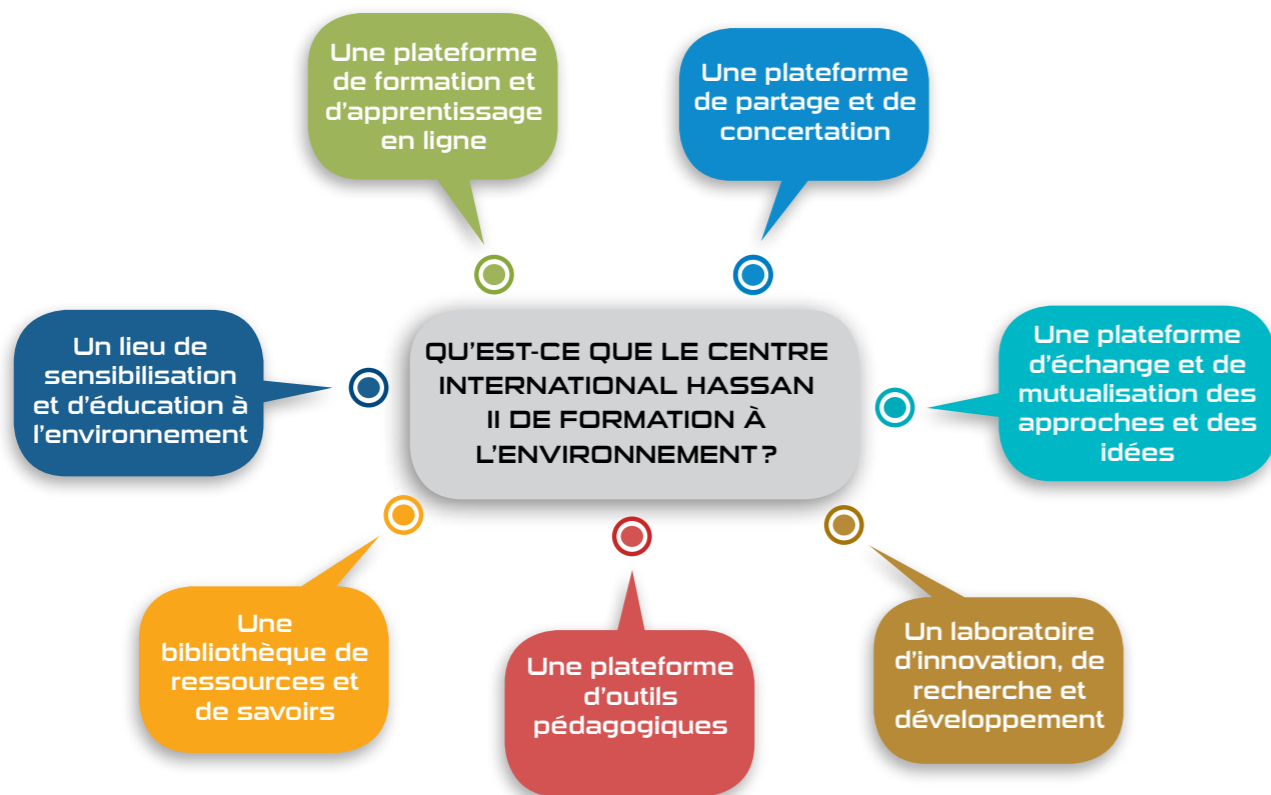 Une plateforme
de formation et
d'apprentissage
en ligne
Une plateforme
de partage et de
concertation
Un lieu de
sensibilisation
et d'éducation à
l'environnement
QU'EST-CE QUE LE CENTRE
INTERNATIONAL HASSAN
II DE FORMATION À
L'ENVIRONNEMENT ?
Une plateforme
d'échange et de
mutualisation des
approches et des
idées
Une
bibliothèque de
ressources et
de savoirs
Une plateforme
d'outils
pédagogiques
Un laboratoire
d'innovation, de
recherche et
développement